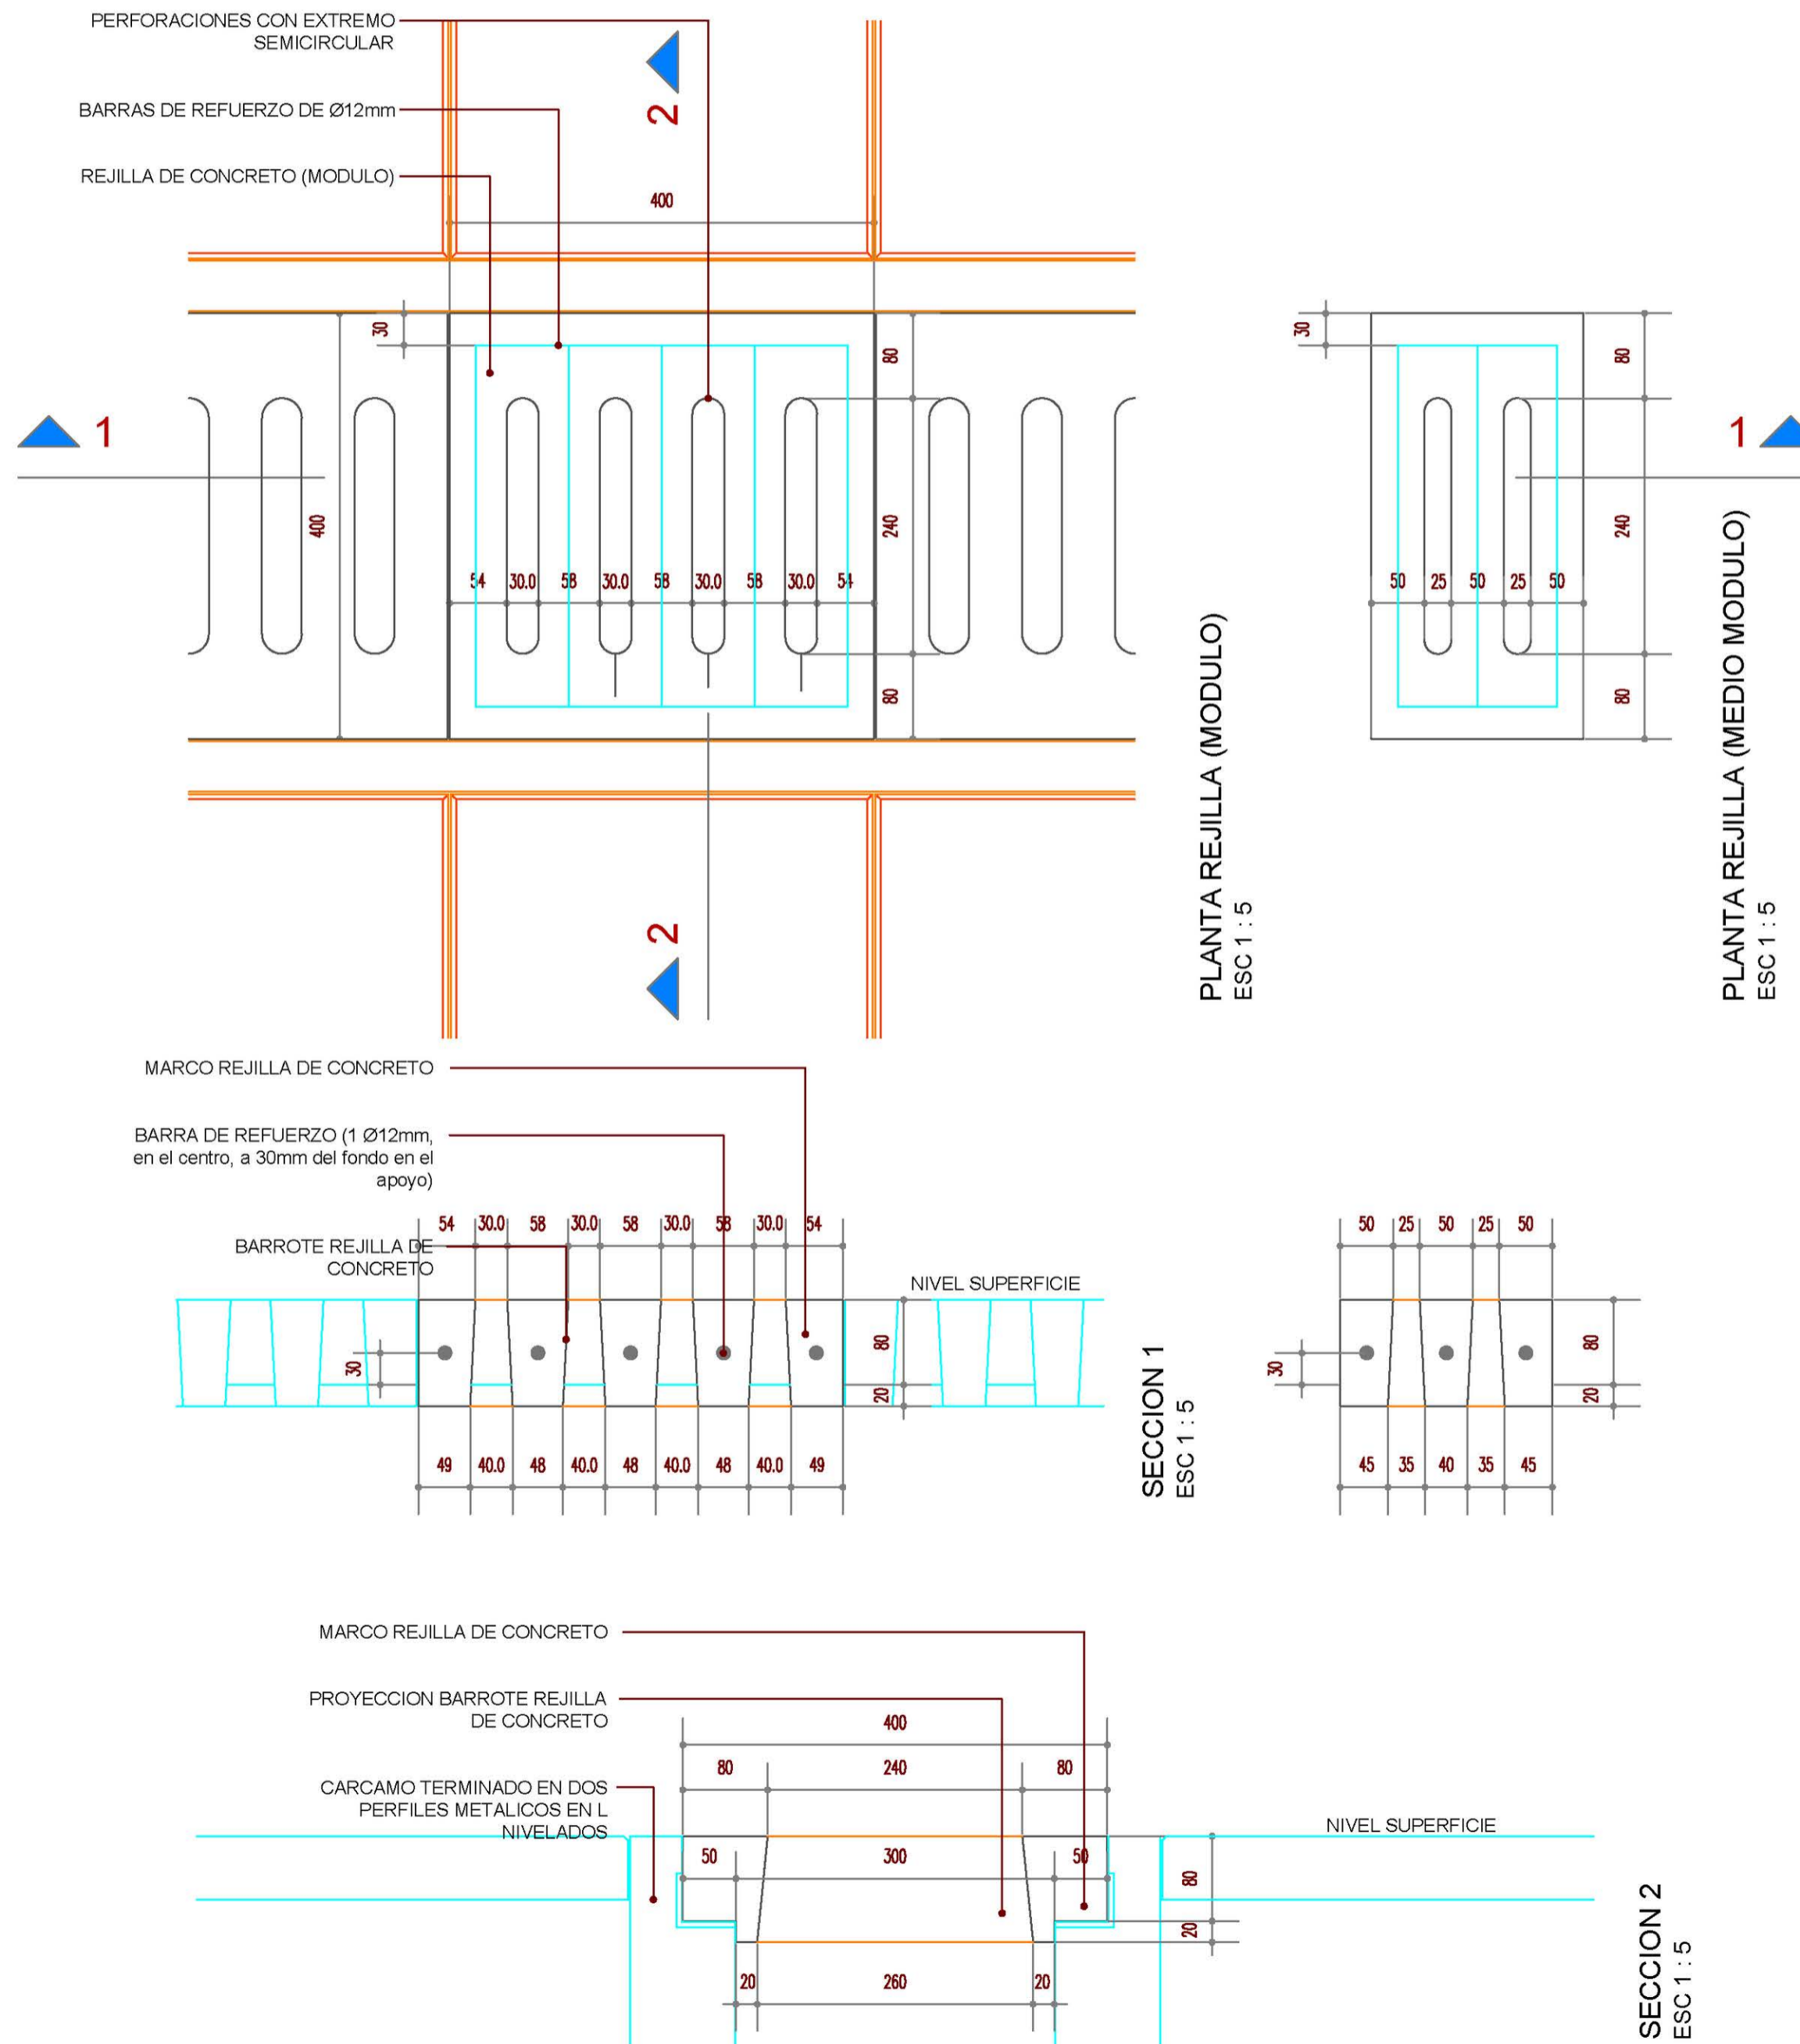 PERFORACIONES CON EXTREMO
SEMICIRCULAR
BARRAS DE REFUERZO DE Ø12mm
REJILLA DE CONCRETO (MODULO)
2
400
30
80
30
80
1
1
400
240
240
54 30.0 58 30.0 58 30.0 58 30.0 54
50 25 50 25 50
80
80
2
PLANTA REJILLA (MODULO)
ESC 1 : 5
PLANTA REJILLA (MEDIO MODULO)
ESC 1 : 5
MARCO REJILLA DE CONCRETO
BARRA DE REFUERZO (1 Ø12mm,
en el centro, a 30mm del fondo en el
apoyo)
BARROTE REJILLA DE
CONCRETO
54 30.0 58 30.0 58 30.0 58 30.0 54
50 25 50 25 50
NIVEL SUPERFICIE
30
80
20
30
80
20
49 40.0 48 40.0 48 40.0 48 40.0 49
45 35 40 35 45
SECCION 1
ESC 1 : 5
MARCO REJILLA DE CONCRETO
PROYECCION BARROTE REJILLA
DE CONCRETO
CARCAMO TERMINADO EN DOS
PERFILES METALICOS EN L
NIVELADOS
400
80 240 80
NIVEL SUPERFICIE
50 300 50
80
20
20 260 20
SECCION 2
ESC 1 : 5